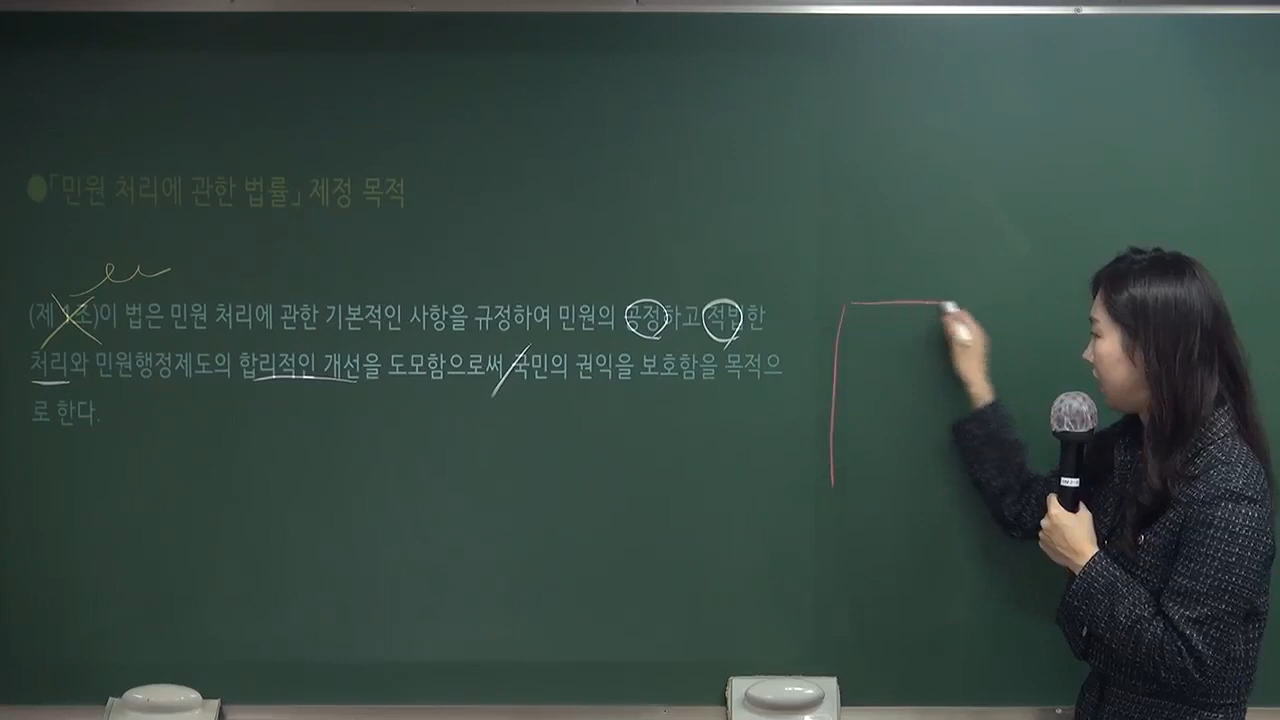 ●「민원 처리에 관한 법률」 제정 목적
(제1조)이 법은 민원 처리에 관한 기본적인 사항을 규정하여 민원의 공정하고 적법한
처리와 민원행정제도의 합리적인 개선을 도모함으로써 국민의 권익을 보호함을 목적으
로 한다.